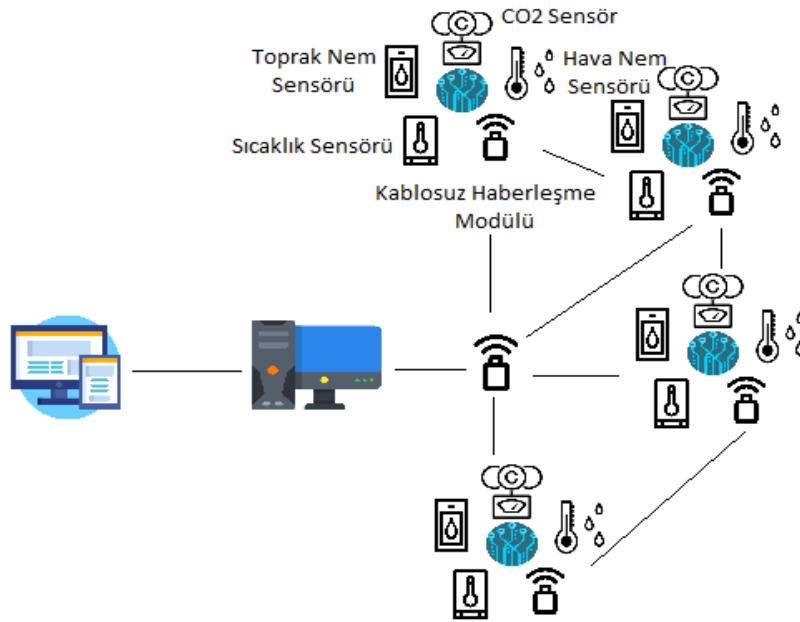 CO2 Sensör
Toprak Nem
Sensörü
Hava Nem
Sensörü
Sıcaklık Sensörü
Kablosuz Haberleşme
Modülü